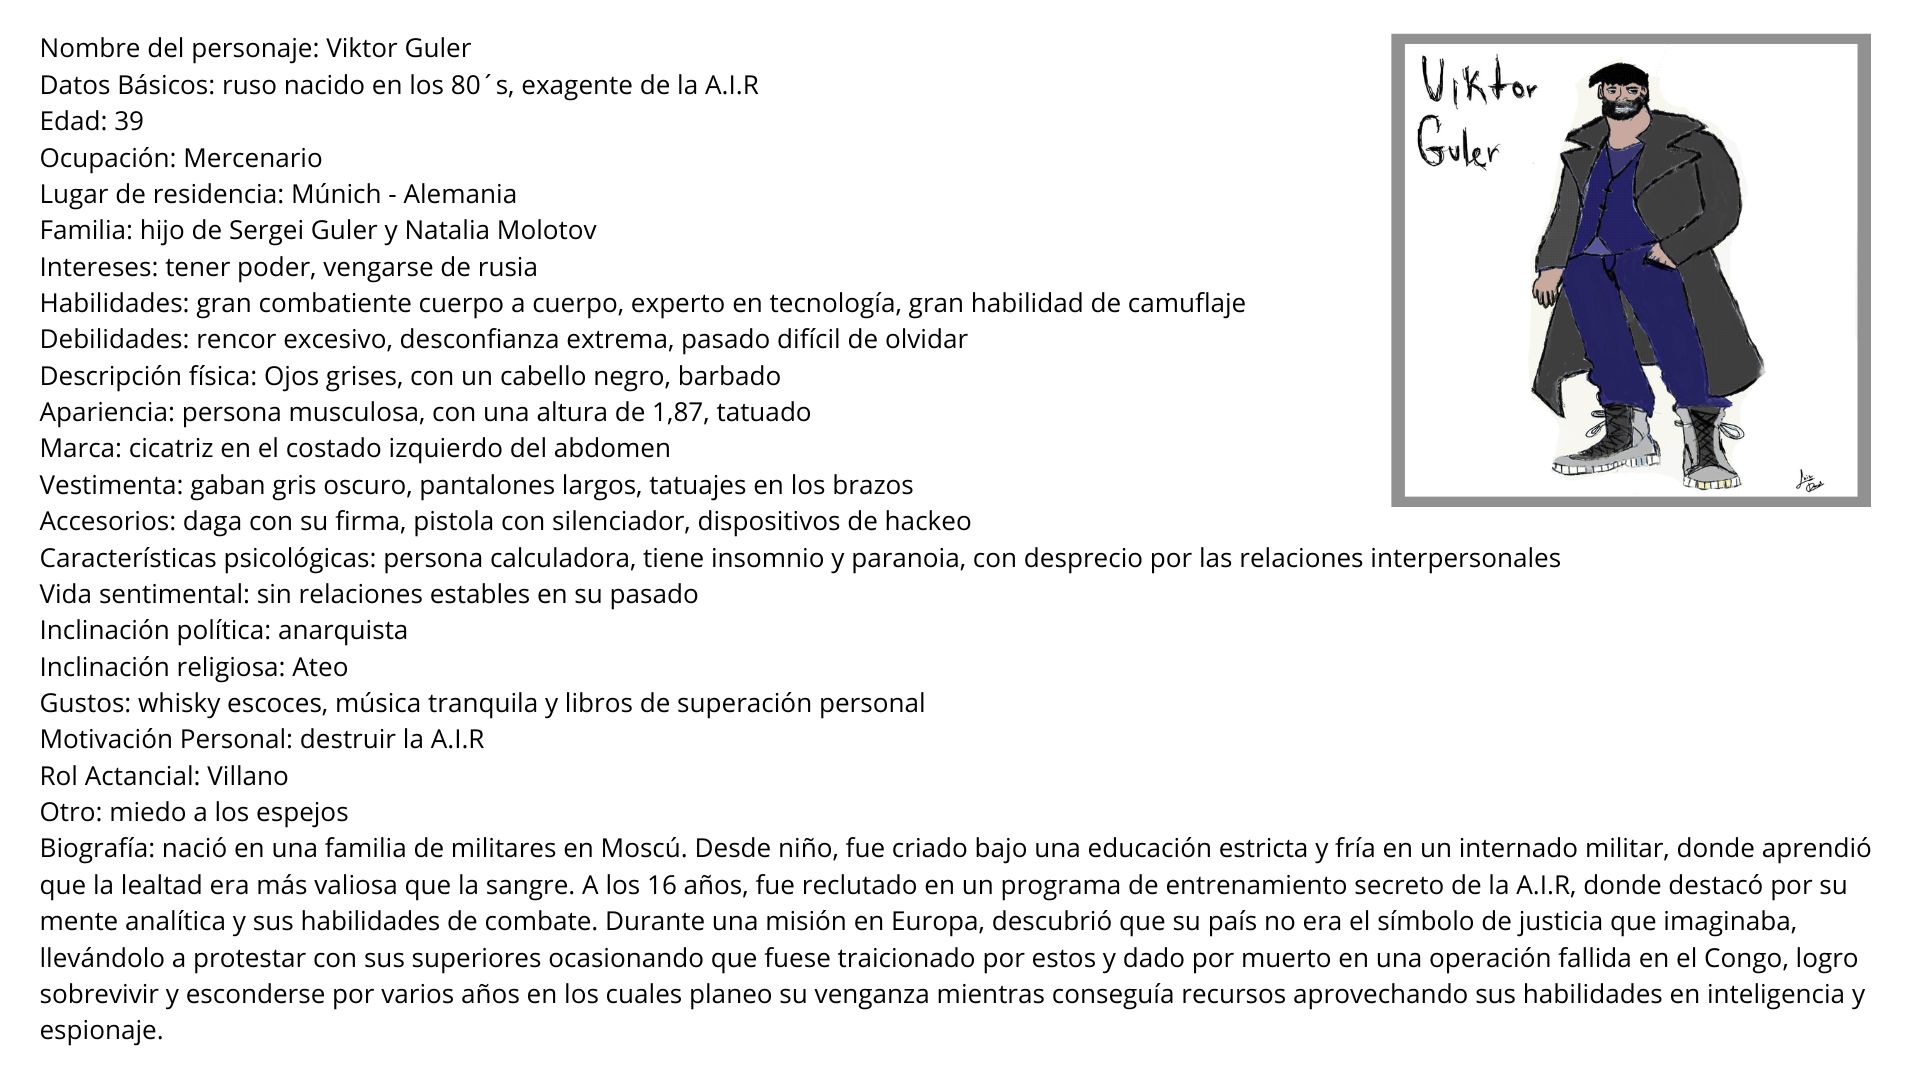 Nombre del personaje: Viktor Guler
Datos Básicos: ruso nacido en los 80´s, exagente de la A.I.R
Edad: 39
Ocupación: Mercenario
Lugar de residencia: Múnich - Alemania
Familia: hijo de Sergei Guler y Natalia Molotov
Intereses: tener poder, vengarse de rusia
Habilidades: gran combatiente cuerpo a cuerpo, experto en tecnología, gran habilidad de camuflaje
Debilidades: rencor excesivo, desconfianza extrema, pasado difícil de olvidar
Descripción física: Ojos grises, con un cabello negro, barbado
Apariencia: persona musculosa, con una altura de 1,87, tatuado
Marca: cicatriz en el costado izquierdo del abdomen
Vestimenta: gaban gris oscuro, pantalones largos, tatuajes en los brazos
Accesorios: daga con su firma, pistola con silenciador, dispositivos de hackeo
Características psicológicas: persona calculadora, tiene insomnio y paranoia, con desprecio por las relaciones interpersonales
Vida sentimental: sin relaciones estables en su pasado
Inclinación política: anarquista
Inclinación religiosa: Ateo
Gustos: whisky escoces, música tranquila y libros de superación personal
Motivación Personal: destruir la A.I.R
Rol Actancial: Villano
Otro: miedo a los espejos
Biografía: nació en una familia de militares en Moscú. Desde niño, fue criado bajo una educación estricta y fría en un internado militar, donde aprendió
que la lealtad era más valiosa que la sangre. A los 16 años, fue reclutado en un programa de entrenamiento secreto de la A.I.R, donde destacó por su
mente analítica y sus habilidades de combate. Durante una misión en Europa, descubrió que su país no era el símbolo de justicia que imaginaba,
llevándolo a protestar con sus superiores ocasionando que fuese traicionado por estos y dado por muerto en una operación fallida en el Congo, logro
sobrevivir y esconderse por varios años en los cuales planeo su venganza mientras conseguía recursos aprovechando sus habilidades en inteligencia y
espionaje.
Viktor
Guler